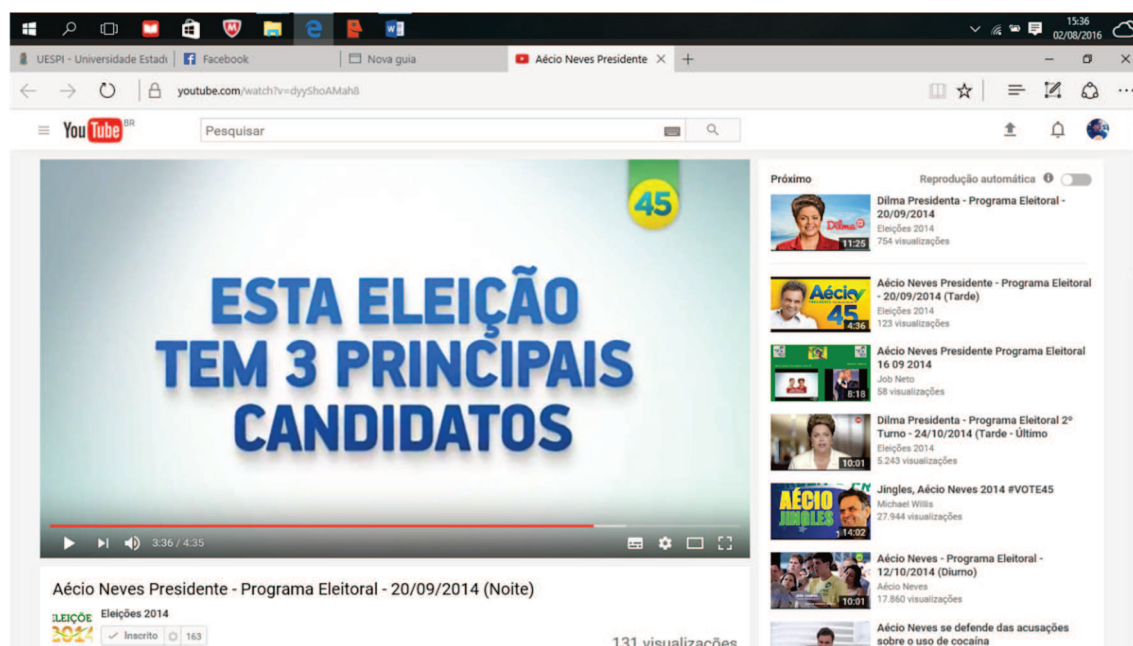 15:36
02/08/2016
UESPI - Universidade Estad
Facebook
Nova guia
Aécio Neves Presidente
youtube.com/watch?v=dyyShoAMah8
YouTube BR
Pesquisar
45
ESTA ELEIÇÃO
TEM 3 PRINCIPAIS
CANDIDATOS
3:36 / 4:35
Aécio Neves Presidente - Programa Eleitoral - 20/09/2014 (Noite)
Eleições 2014
Inscrito 163
131 visualizações
Próximo
Reprodução automática
Dilma
11:25
Dilma Presidenta - Programa Eleitoral -
20/09/2014
Eleições 2014
754 visualizações
Aécio
45
4:36
Aécio Neves Presidente - Programa Eleitoral
- 20/09/2014 (Tarde)
Eleições 2014
123 visualizações
8:18
Aécio Neves Presidente Programa Eleitoral
16 09 2014
Job Neto
58 visualizações
10:01
Dilma Presidenta - Programa Eleitoral 2º
Turno - 24/10/2014 (Tarde - Último
Eleições 2014
5.243 visualizações
AÉCIO
JINGLES
14:02
Jingles, Aécio Neves 2014 #VOTE45
Michael Willis
27.944 visualizações
10:01
Aécio Neves - Programa Eleitoral -
12/10/2014 (Diurno)
Aécio Neves
17.860 visualizações
Aécio Neves se defende das acusações
sobre o uso de cocaína